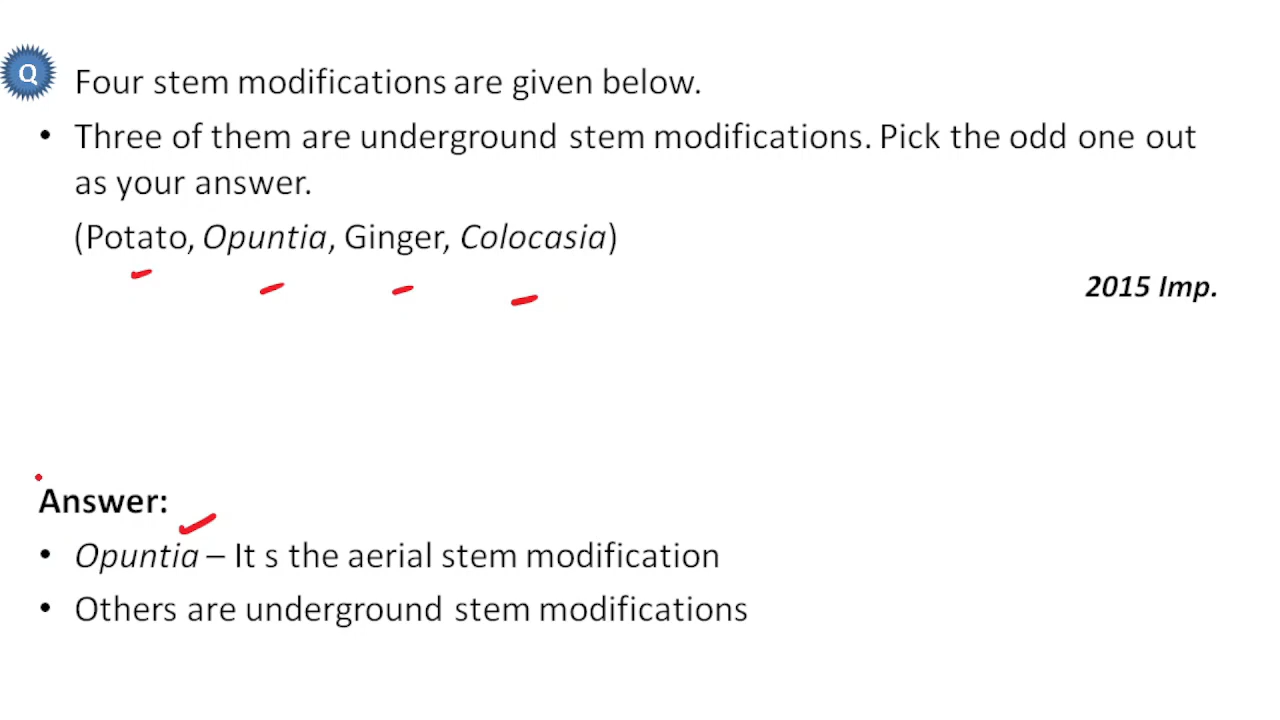 Q Four stem modifications are given below.
• Three of them are underground stem modifications. Pick the odd one out
as your answer.
(Potato, Opuntia, Ginger, Colocasia)
2015 Imp.
Answer:
• Opuntia – It s the aerial stem modification
• Others are underground stem modifications